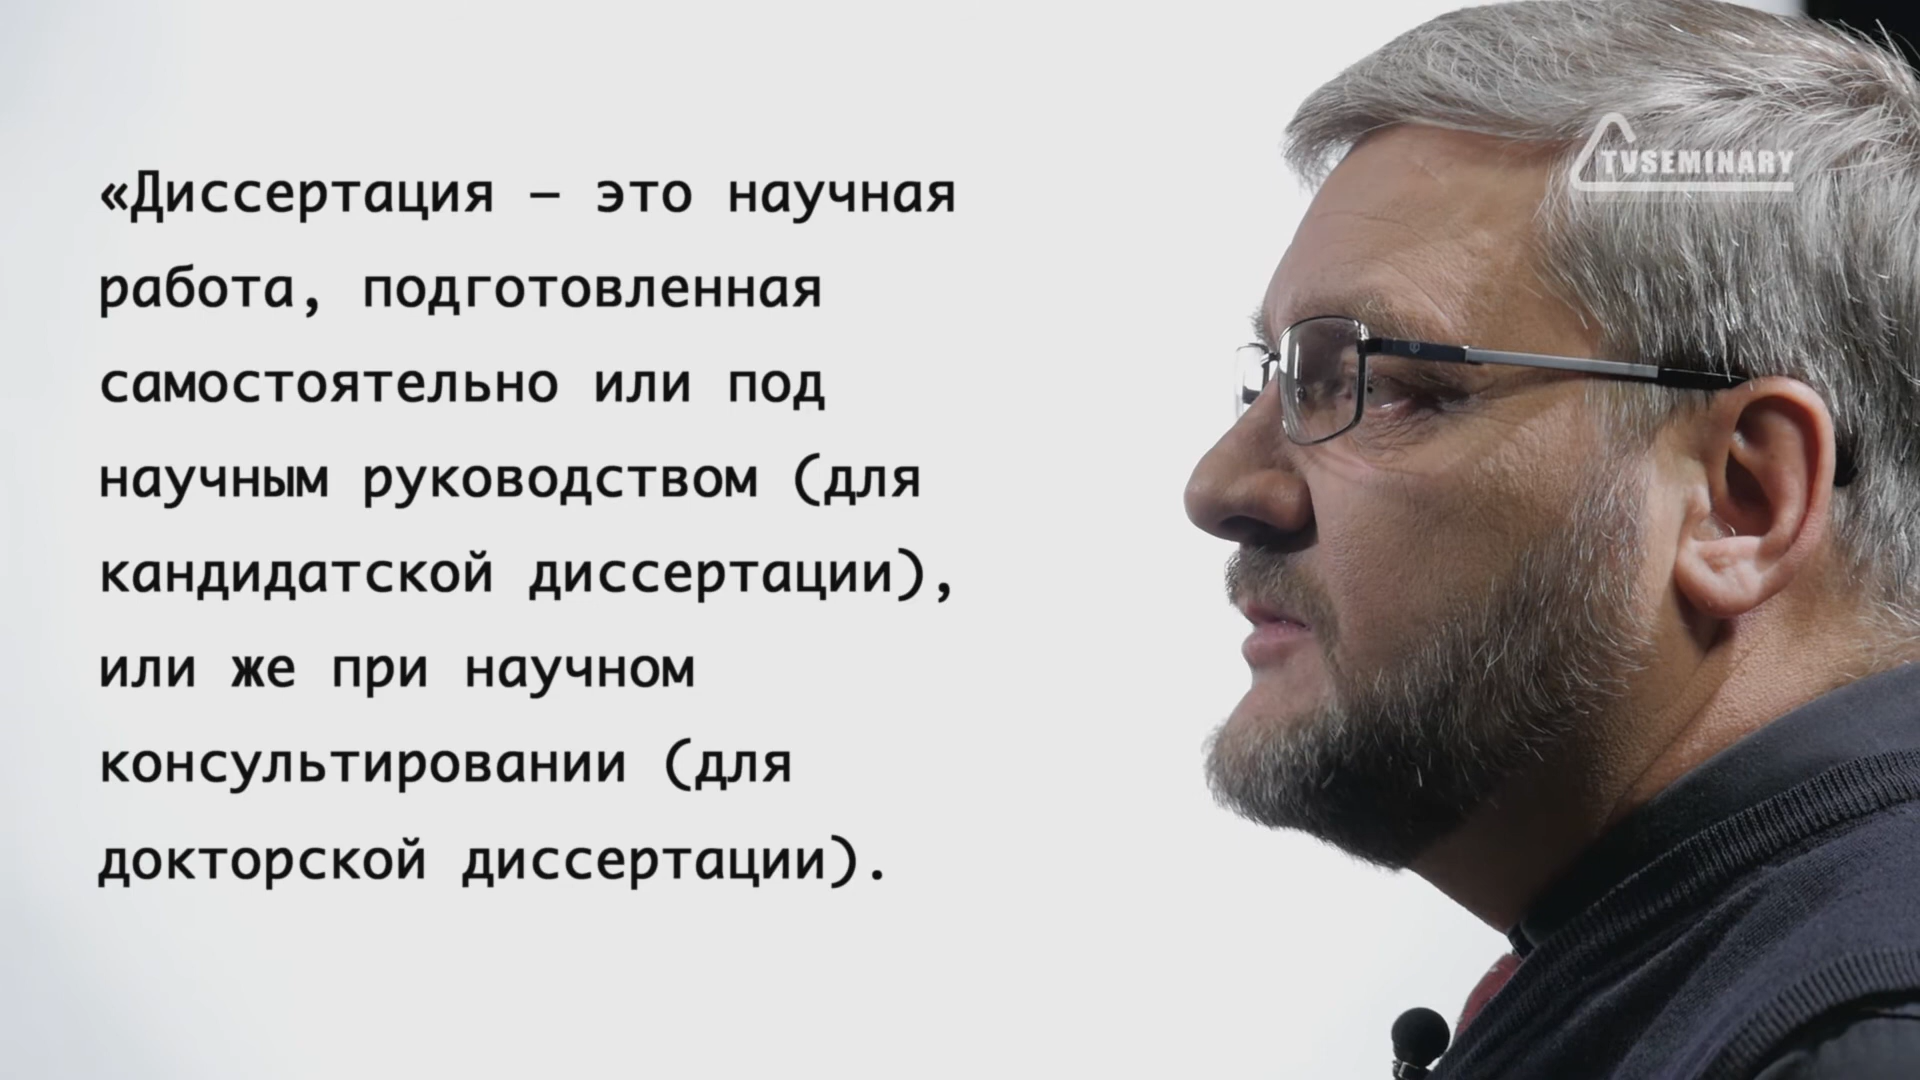 «Диссертация – это научная
работа, подготовленная
самостоятельно или под
научным руководством (для
кандидатской диссертации),
или же при научном
консультировании (для
докторской диссертации).
TVSEMINARY